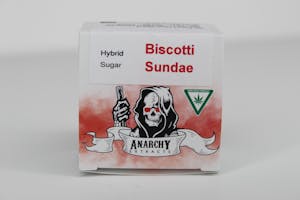 Hybrid
Sugar
Biscotti
Sundae
ANARCHY
EXTRACTS